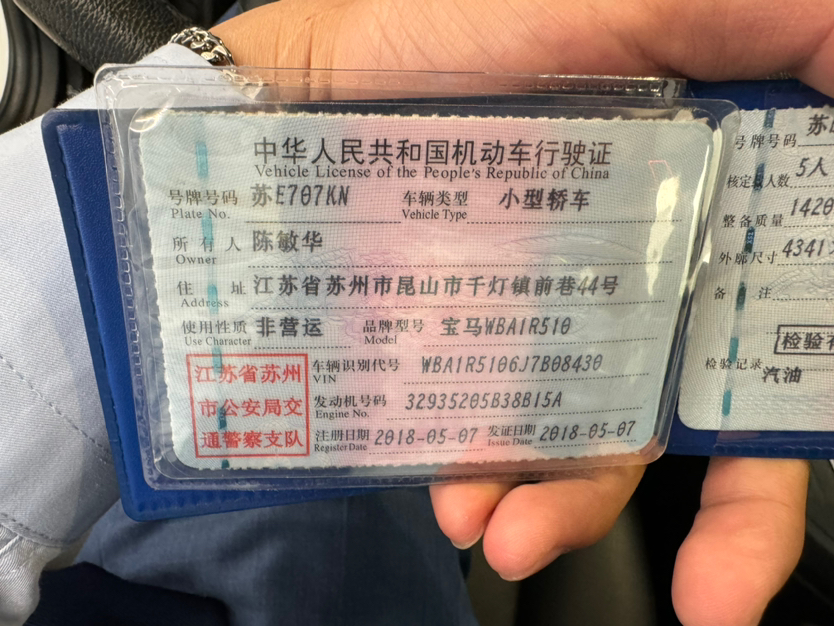 中华人民共和国机动车行驶证
Vehicle License of the People's Republic of China
号牌号码 苏E707KN 车辆类型 小型轿车
Plate No. Vehicle Type
所有人 陈敏华
Owner
住址 江苏省苏州市昆山市千灯镇前巷44号
Address
使用性质 非营运 品牌型号 宝马WBA1R510
Use Character Model
江苏省苏州
市公安局交
通警察支队
车辆识别代号 WBA1R5106J7B08430
VIN
发动机号码 32935205B38B15A
Engine No.
注册日期 2018-05-07 发证日期 2018-05-07
Register Date Issue Date
号牌号码 苏
核定载人数 5人
整备质量 1420
外廓尺寸 4341
备注
检验有
检验记录
汽油